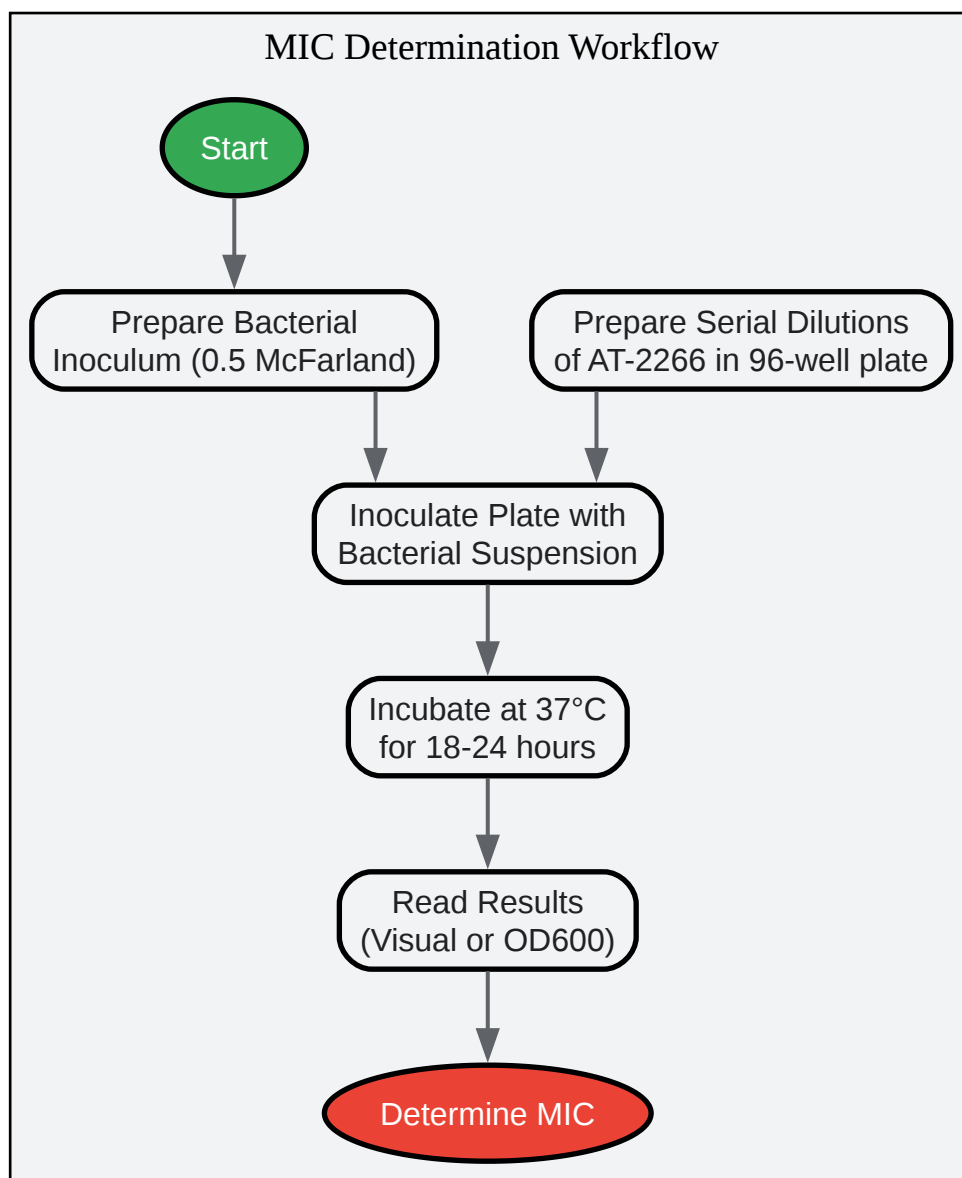 MIC Determination Workflow
Start
Prepare Bacterial
Inoculum (0.5 McFarland)
Prepare Serial Dilutions
of AT-2266 in 96-well plate
Inoculate Plate with
Bacterial Suspension
Incubate at 37°C
for 18-24 hours
Read Results
(Visual or OD600)
Determine MIC